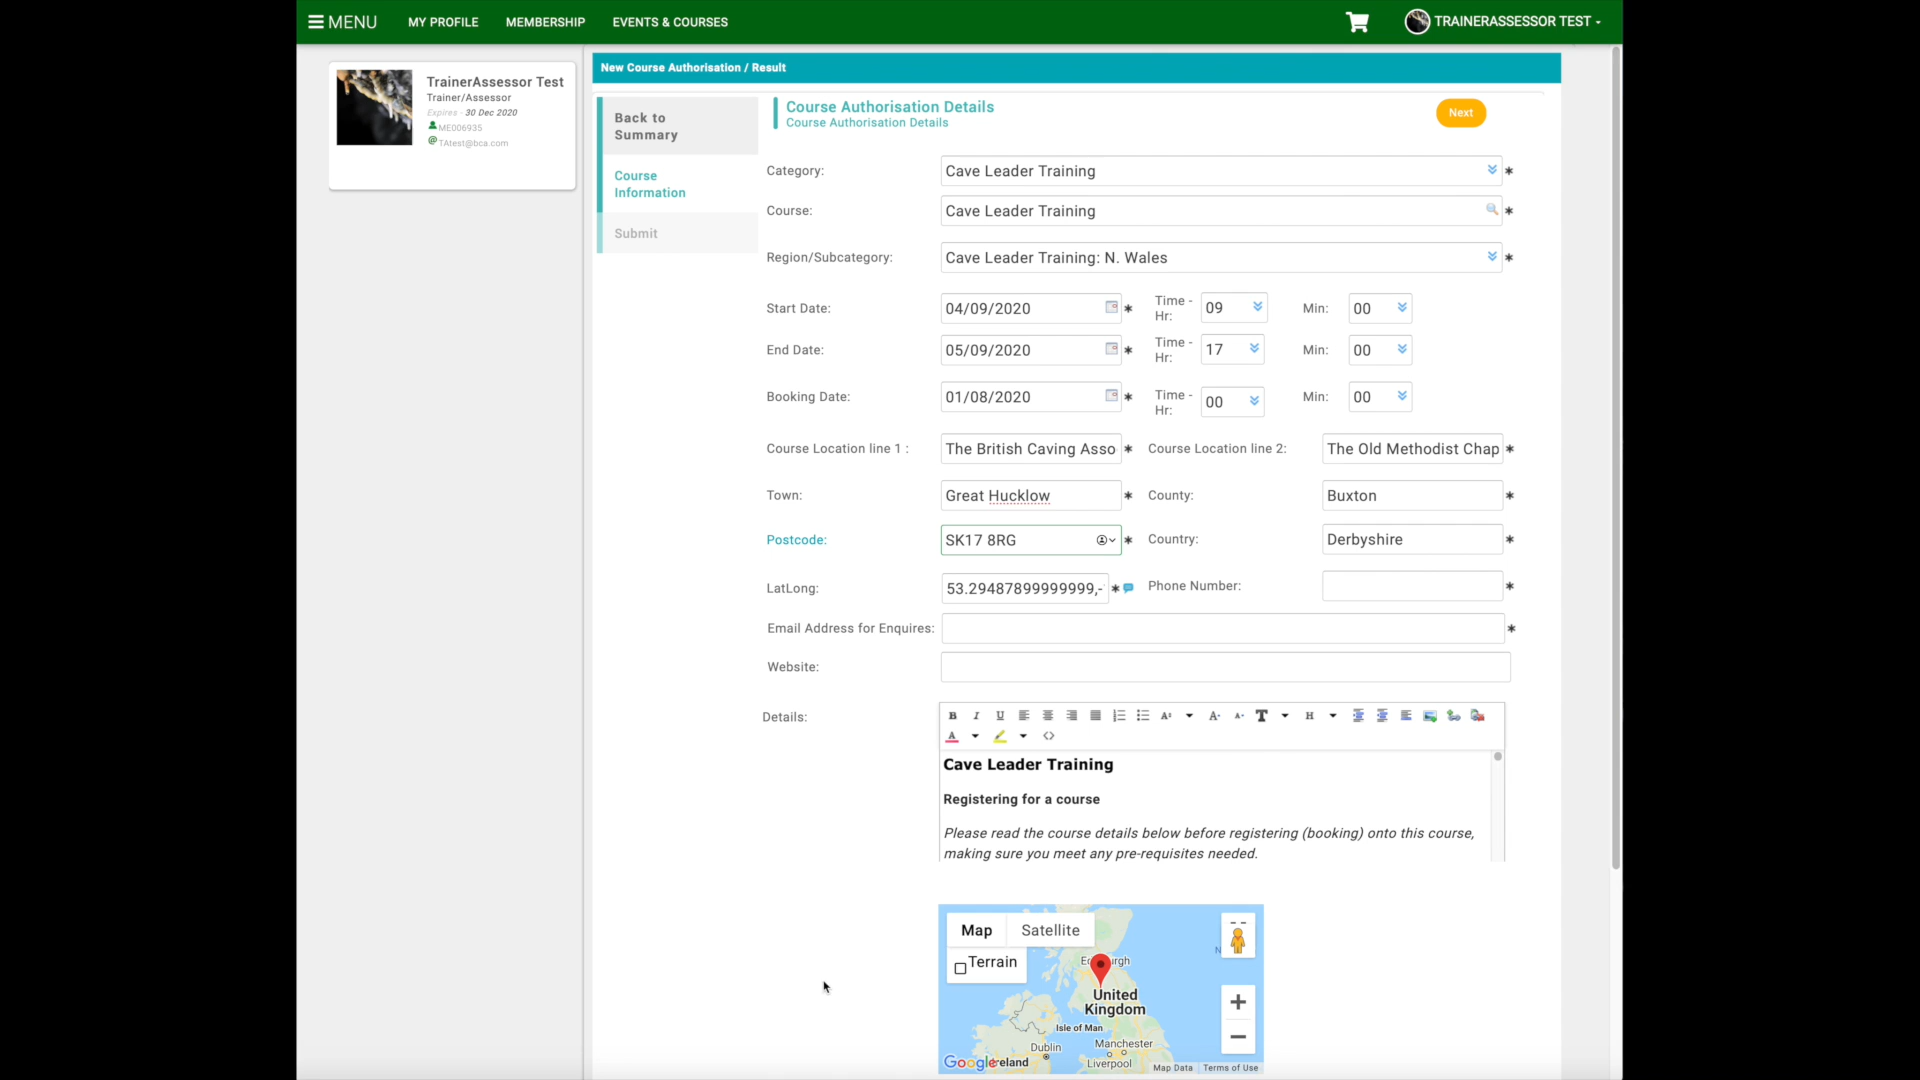 MENU MY PROFILE MEMBERSHIP EVENTS & COURSES TRAINERASSESSOR TEST
TrainerAssessor Test
Trainer/Assessor
Expires - 30 Dec 2020
ME006935
TAtest@bca.com
New Course Authorisation / Result
Back to
Summary
Course
Information
Submit
Course Authorisation Details
Course Authorisation Details
Next
Category: Cave Leader Training *
Course: Cave Leader Training *
Region/Subcategory: Cave Leader Training: N. Wales *
Start Date: 04/09/2020 * Time - Hr: 09 Min: 00
End Date: 05/09/2020 * Time - Hr: 17 Min: 00
Booking Date: 01/08/2020 * Time - Hr: 00 Min: 00
Course Location line 1 : The British Caving Asso * Course Location line 2: The Old Methodist Chap *
Town: Great Hucklow * County: Buxton *
Postcode: SK17 8RG * Country: Derbyshire *
LatLong: 53.29487899999999,- * Phone Number: *
Email Address for Enquires: *
Website:
Details:
Cave Leader Training
Registering for a course
Please read the course details below before registering (booking) onto this course,
making sure you meet any pre-requisites needed.
Map Satellite
Terrain
United
Kingdom
Isle of Man
Dublin
Manchester
Liverpool
Google
Map Data Terms of Use